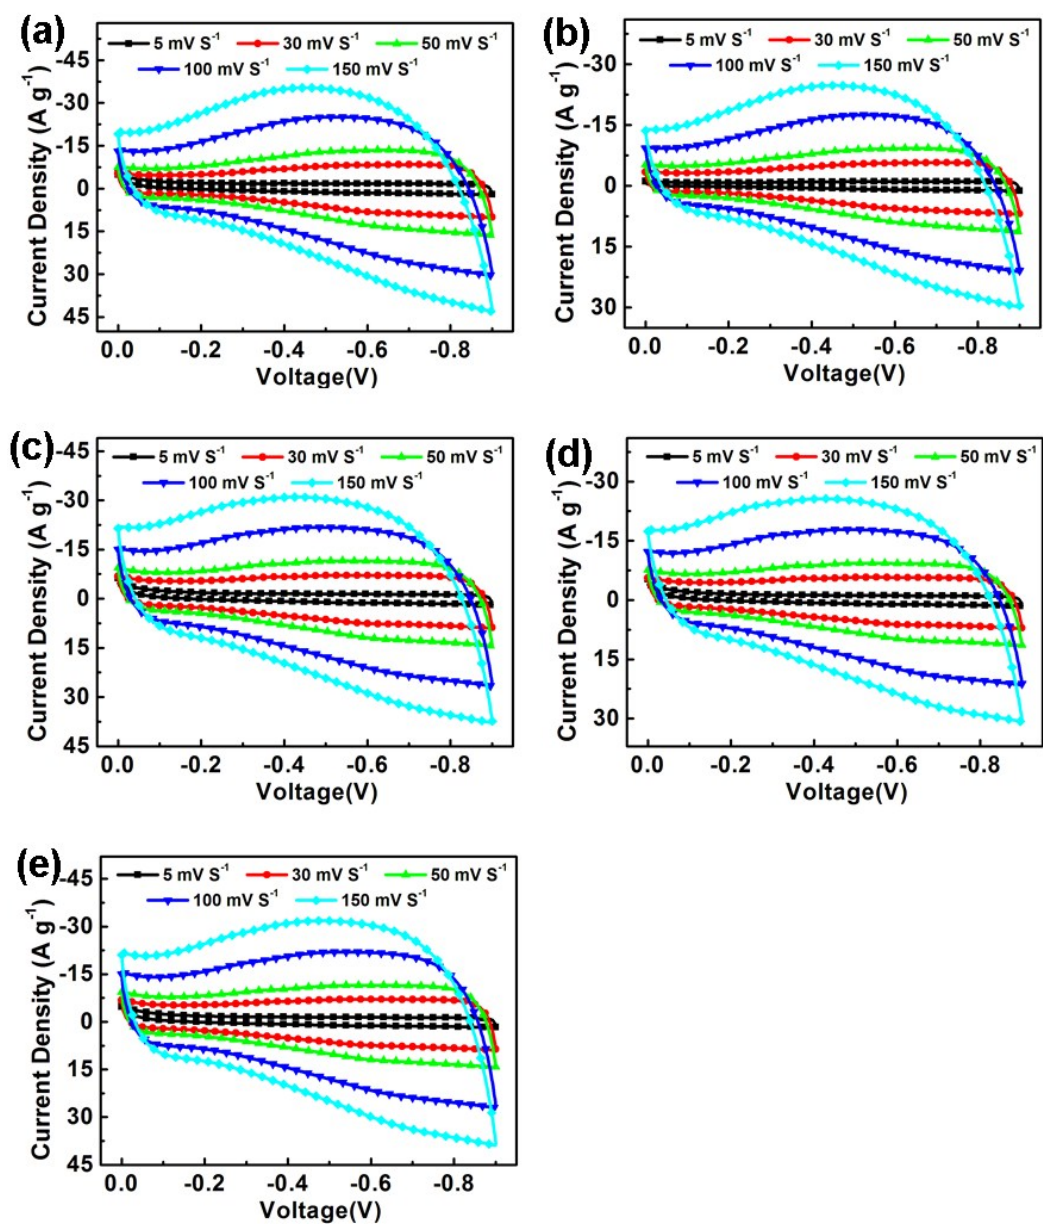 (a)
5 mV S⁻¹ 30 mV S⁻¹ 50 mV S⁻¹
100 mV S⁻¹ 150 mV S⁻¹
Current Density (A g⁻¹)
-45
-30
-15
0
15
30
45
0.0 -0.2 -0.4 -0.6 -0.8
Voltage(V)
(b)
5 mV S⁻¹ 30 mV S⁻¹ 50 mV S⁻¹
100 mV S⁻¹ 150 mV S⁻¹
Current Density (A g⁻¹)
-30
-15
0
15
30
0.0 -0.2 -0.4 -0.6 -0.8
Voltage(V)
(c)
5 mV S⁻¹ 30 mV S⁻¹ 50 mV S⁻¹
100 mV S⁻¹ 150 mV S⁻¹
Current Density (A g⁻¹)
-45
-30
-15
0
15
30
45
0.0 -0.2 -0.4 -0.6 -0.8
Voltage(V)
(d)
5 mV S⁻¹ 30 mV S⁻¹ 50 mV S⁻¹
100 mV S⁻¹ 150 mV S⁻¹
Current Density (A g⁻¹)
-30
-15
0
15
30
0.0 -0.2 -0.4 -0.6 -0.8
Voltage(V)
(e)
5 mV S⁻¹ 30 mV S⁻¹ 50 mV S⁻¹
100 mV S⁻¹ 150 mV S⁻¹
Current Density (A g⁻¹)
-45
-30
-15
0
15
30
45
0.0 -0.2 -0.4 -0.6 -0.8
Voltage(V)